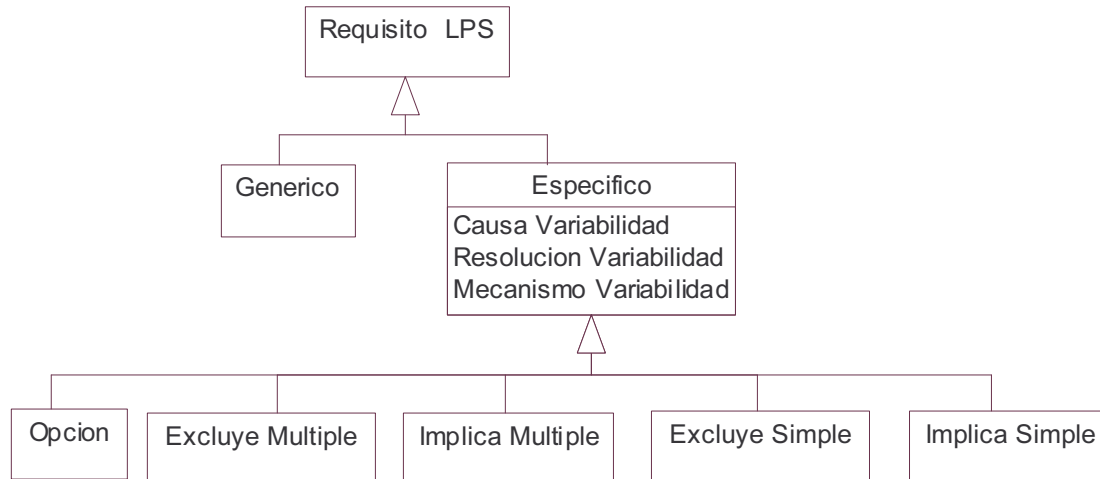 Requisito LPS
Generico
Especifico
Causa Variabilidad
Resolucion Variabilidad
Mecanismo Variabilidad
Opcion
Excluye Multiple
Implica Multiple
Excluye Simple
Implica Simple